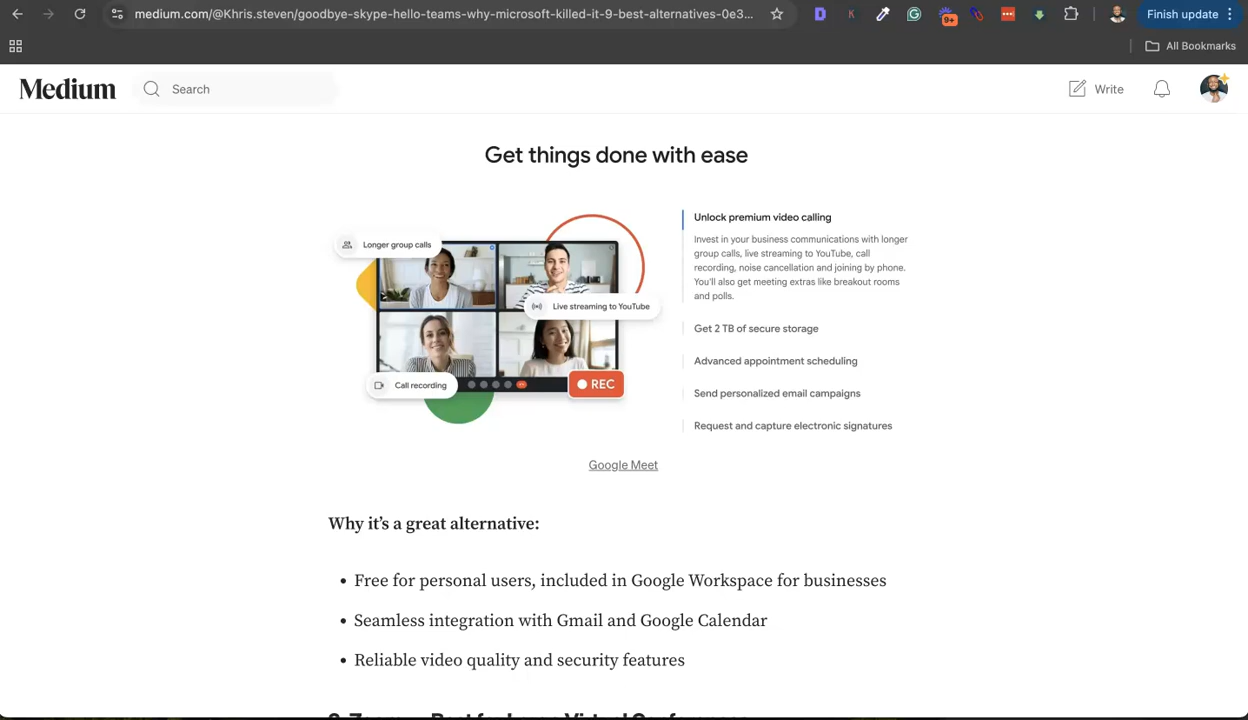 medium.com/@Khris.steven/goodbye-skype-hello-teams-why-microsoft-killed-it-9-best-alternatives-0e3...
9+
Finish update
All Bookmarks
Medium
Search
Write
Get things done with ease
Longer group calls
Live streaming to YouTube
Call recording
REC
Unlock premium video calling
Invest in your business communications with longer
group calls, live streaming to YouTube, call
recording, noise cancellation and joining by phone.
You'll also get meeting extras like breakout rooms
and polls.
Get 2 TB of secure storage
Advanced appointment scheduling
Send personalized email campaigns
Request and capture electronic signatures
Google Meet
Why it’s a great alternative:
• Free for personal users, included in Google Workspace for businesses
• Seamless integration with Gmail and Google Calendar
• Reliable video quality and security features